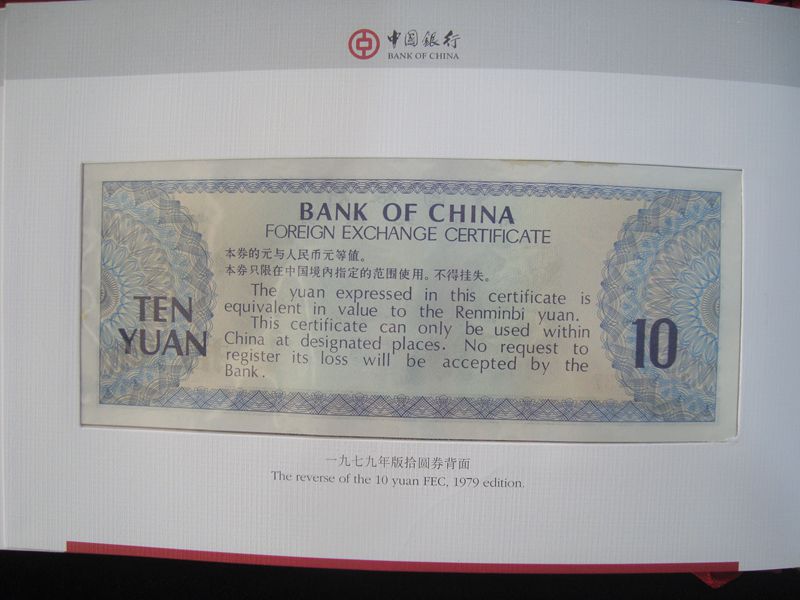 中国银行
BANK OF CHINA
BANK OF CHINA
FOREIGN EXCHANGE CERTIFICATE
本券的元与人民币元等值。
本券只限在中国境内指定的范围使用。不得挂失。
The yuan expressed in this certificate is
equivalent in value to the Renminbi yuan.
This certificate can only be used within
China at designated places. No request to
register its loss will be accepted by the
Bank.
TEN
YUAN
10
一九七九年版拾圆券背面
The reverse of the 10 yuan FEC, 1979 edition.